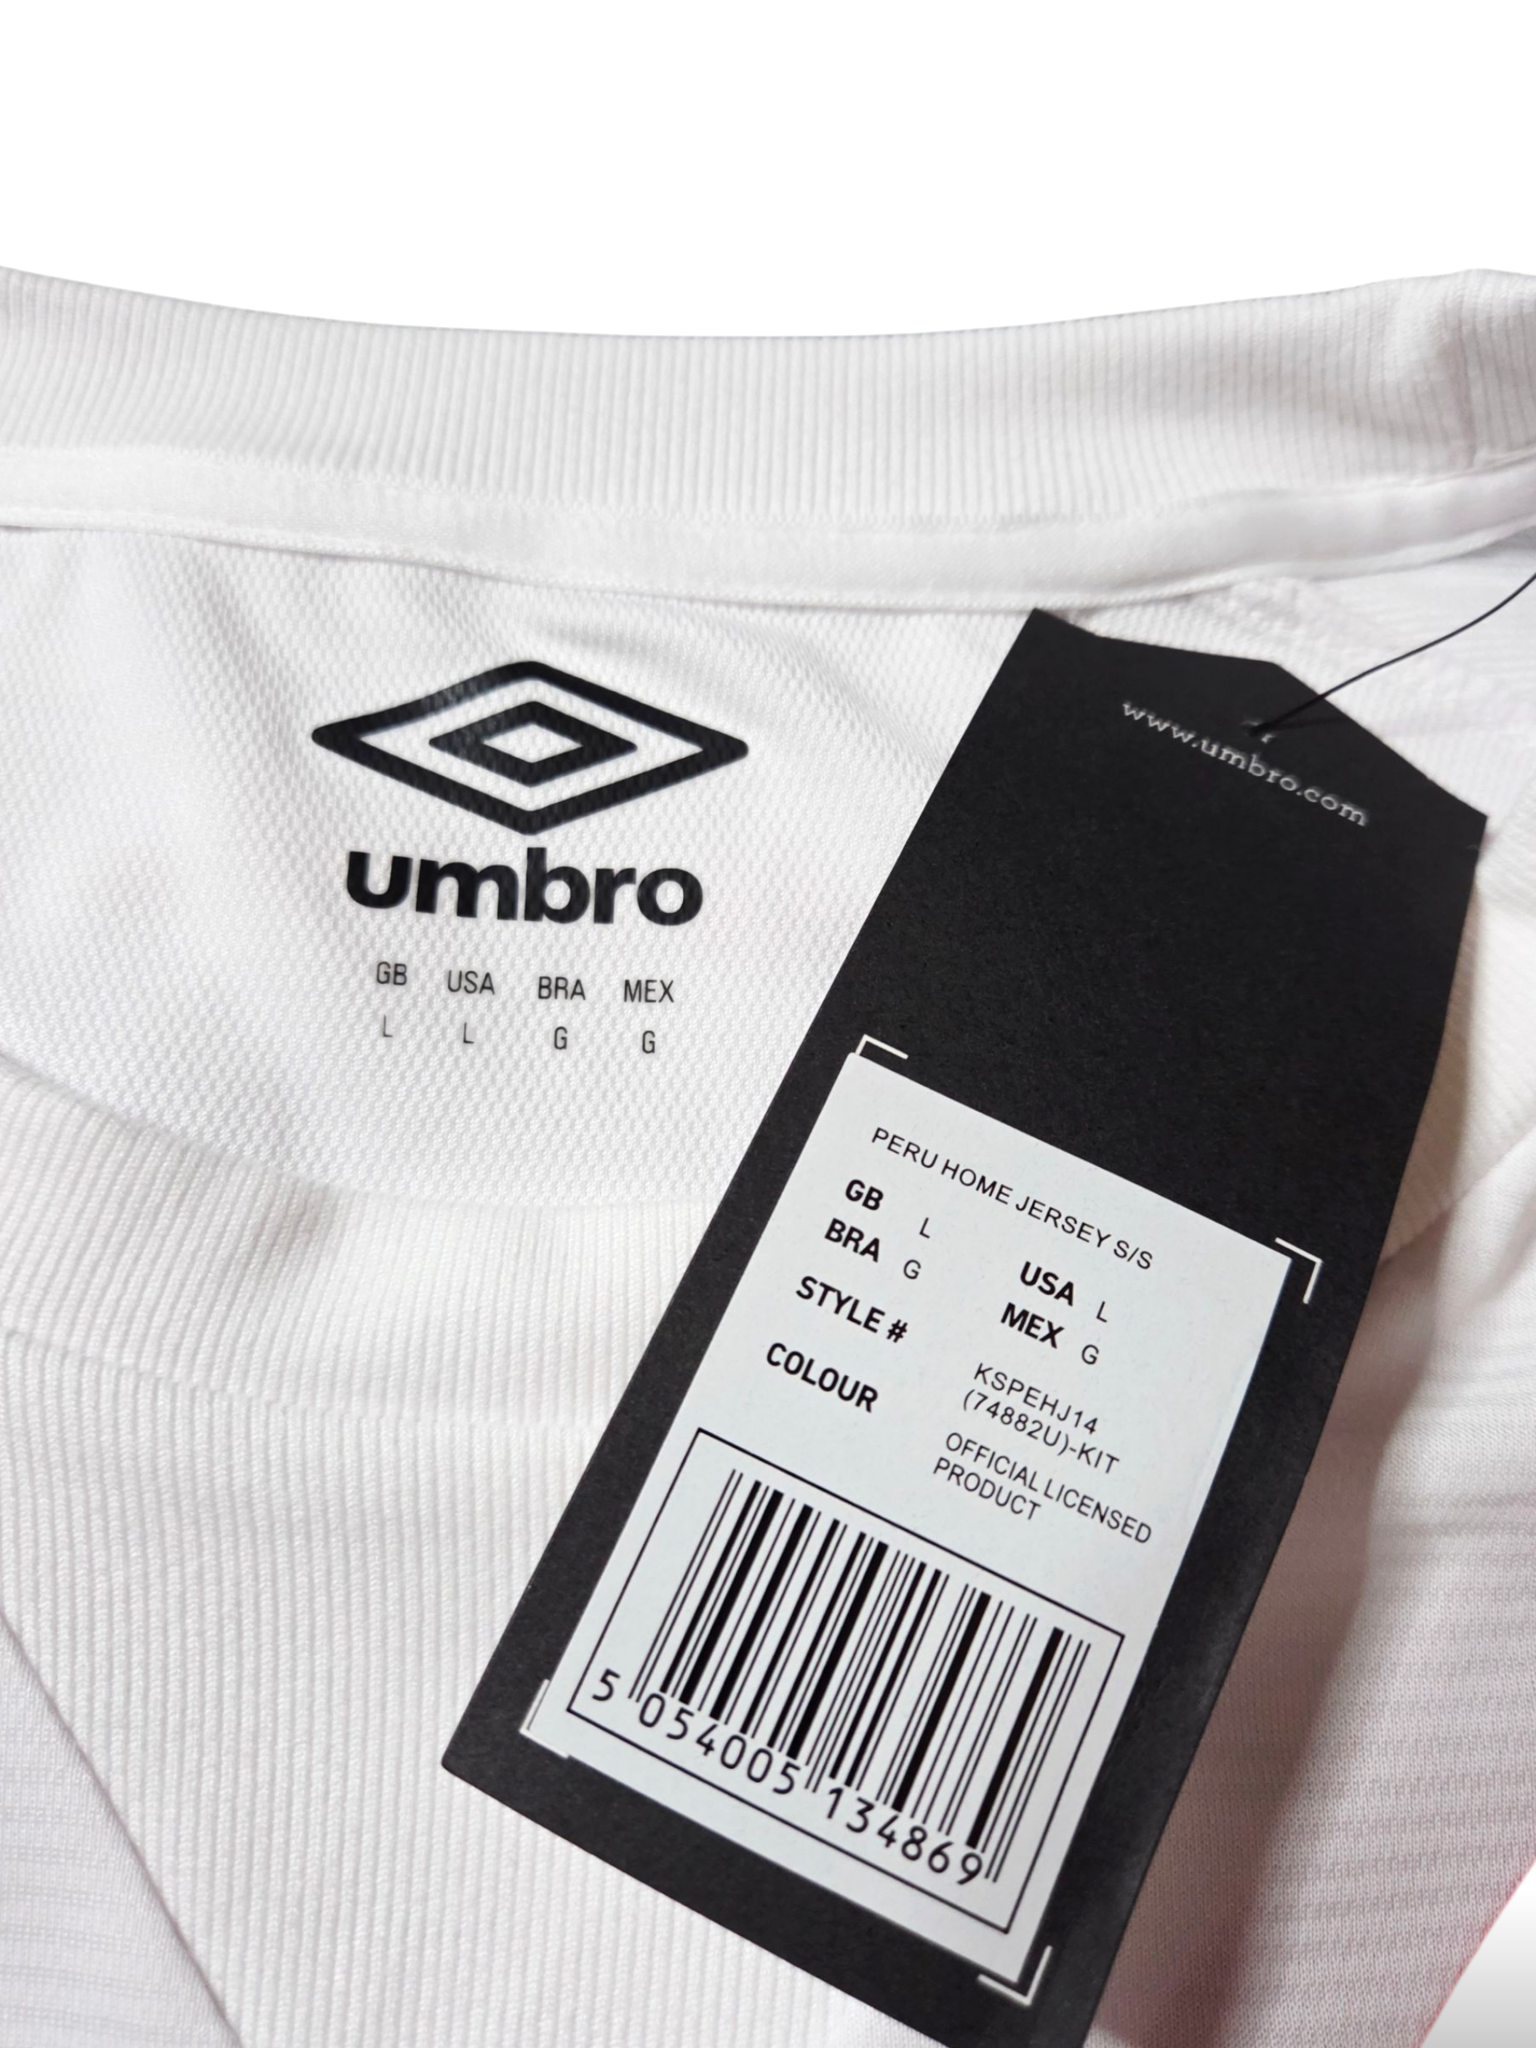 umbro
GB USA BRA MEX
L L G G
www.umbro.com
PERU HOME JERSEY S/S
GB L USA L
BRA G MEX G
STYLE # KSPEHJ14
(74882U)-KIT
COLOUR OFFICIAL LICENSED
PRODUCT
5 054005 134869